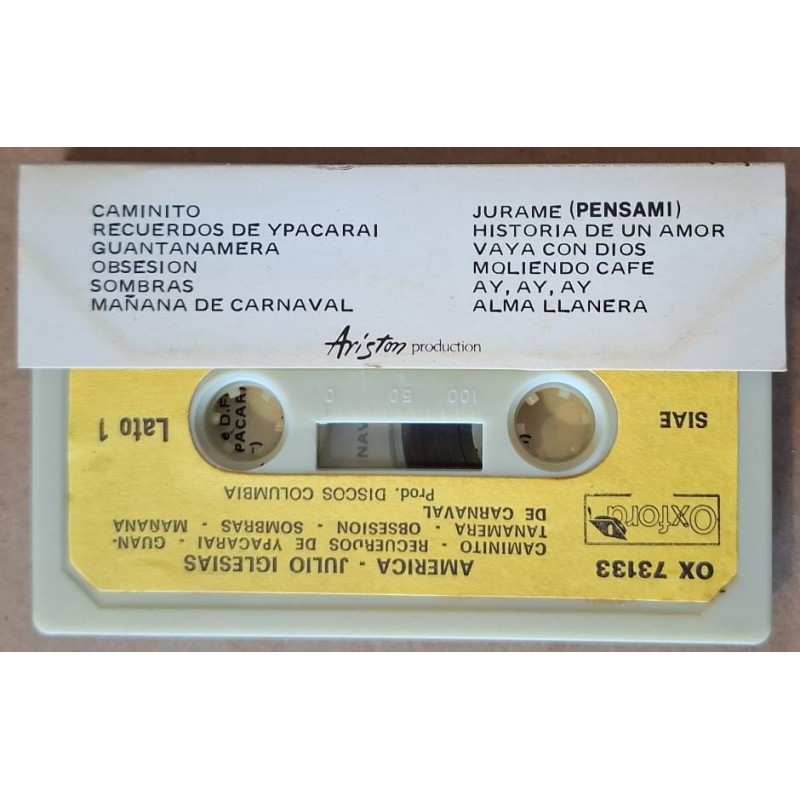 CAMINITO
RECUERDOS DE YPACARAI
GUANTANAMERA
OBSESION
SOMBRAS
MAÑANA DE CARNAVAL
JURAME (PENSAMI)
HISTORIA DE UN AMOR
VAYA CON DIOS
MOLIENDO CAFE
AY, AY, AY
ALMA LLANERA
Ariston production
OX 73133
AMERICA - JULIO IGLESIAS
Oxford
CAMINITO - RECUERDOS DE YPACARAI - GUAN-
TANAMERA - OBSESION - SOMBRAS - MAÑANA
DE CARNAVAL
Prod. DISCOS COLUMBIA
SIAE
Lato 1
100 50 0